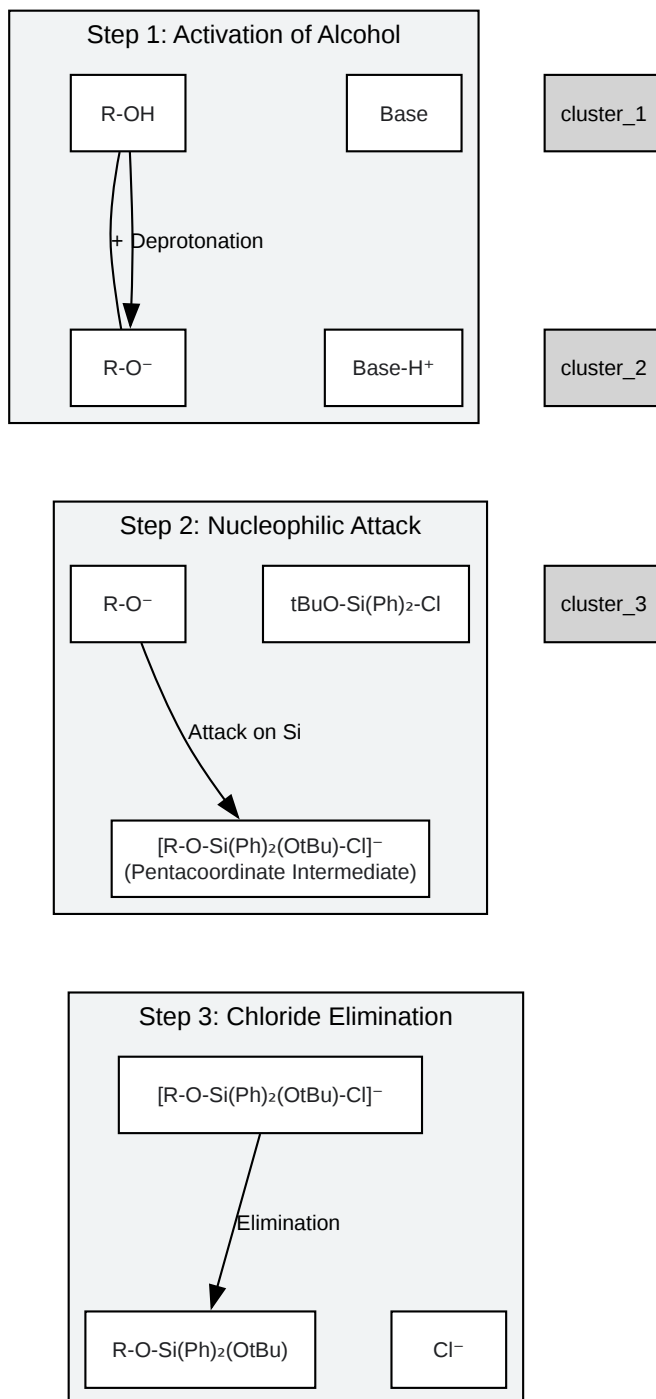 Step 1: Activation of Alcohol
R-OH
Base
cluster_1
+ Deprotonation
R-O⁻
Base-H⁺
cluster_2
Step 2: Nucleophilic Attack
R-O⁻
tBuO-Si(Ph)₂-Cl
cluster_3
Attack on Si
[R-O-Si(Ph)₂(OtBu)-Cl]⁻
(Pentacoordinate Intermediate)
Step 3: Chloride Elimination
[R-O-Si(Ph)₂(OtBu)-Cl]⁻
Elimination
R-O-Si(Ph)₂(OtBu)
Cl⁻